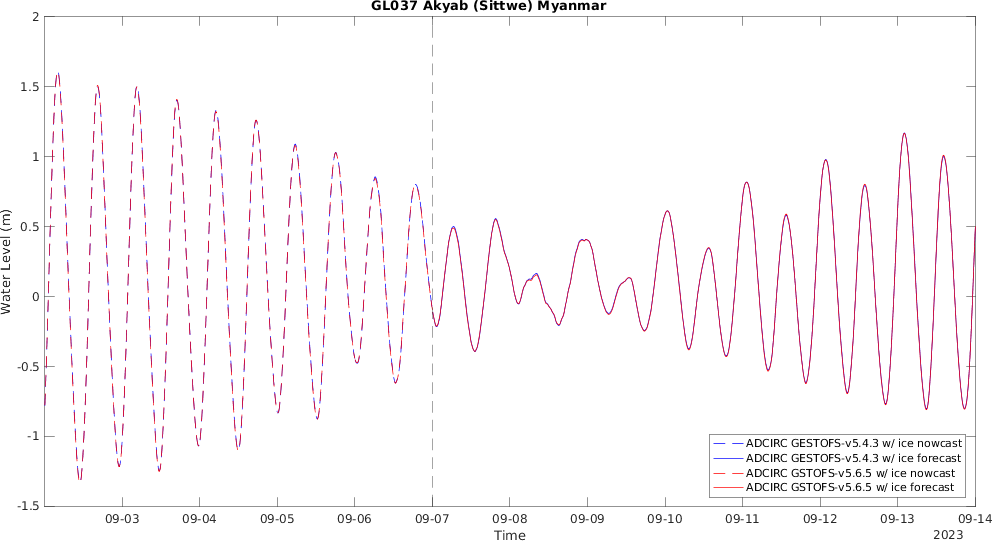 GL037 Akyab (Sittwe) Myanmar
2
1.5
1
0.5
0
-0.5
-1
-1.5
Water Level (m)
ADCIRC GESTOFS-v5.4.3 w/ ice nowcast
ADCIRC GESTOFS-v5.4.3 w/ ice forecast
ADCIRC GSTOFS-v5.6.5 w/ ice nowcast
ADCIRC GSTOFS-v5.6.5 w/ ice forecast
09-03 09-04 09-05 09-06 09-07 09-08 09-09 09-10 09-11 09-12 09-13 09-14
Time
2023